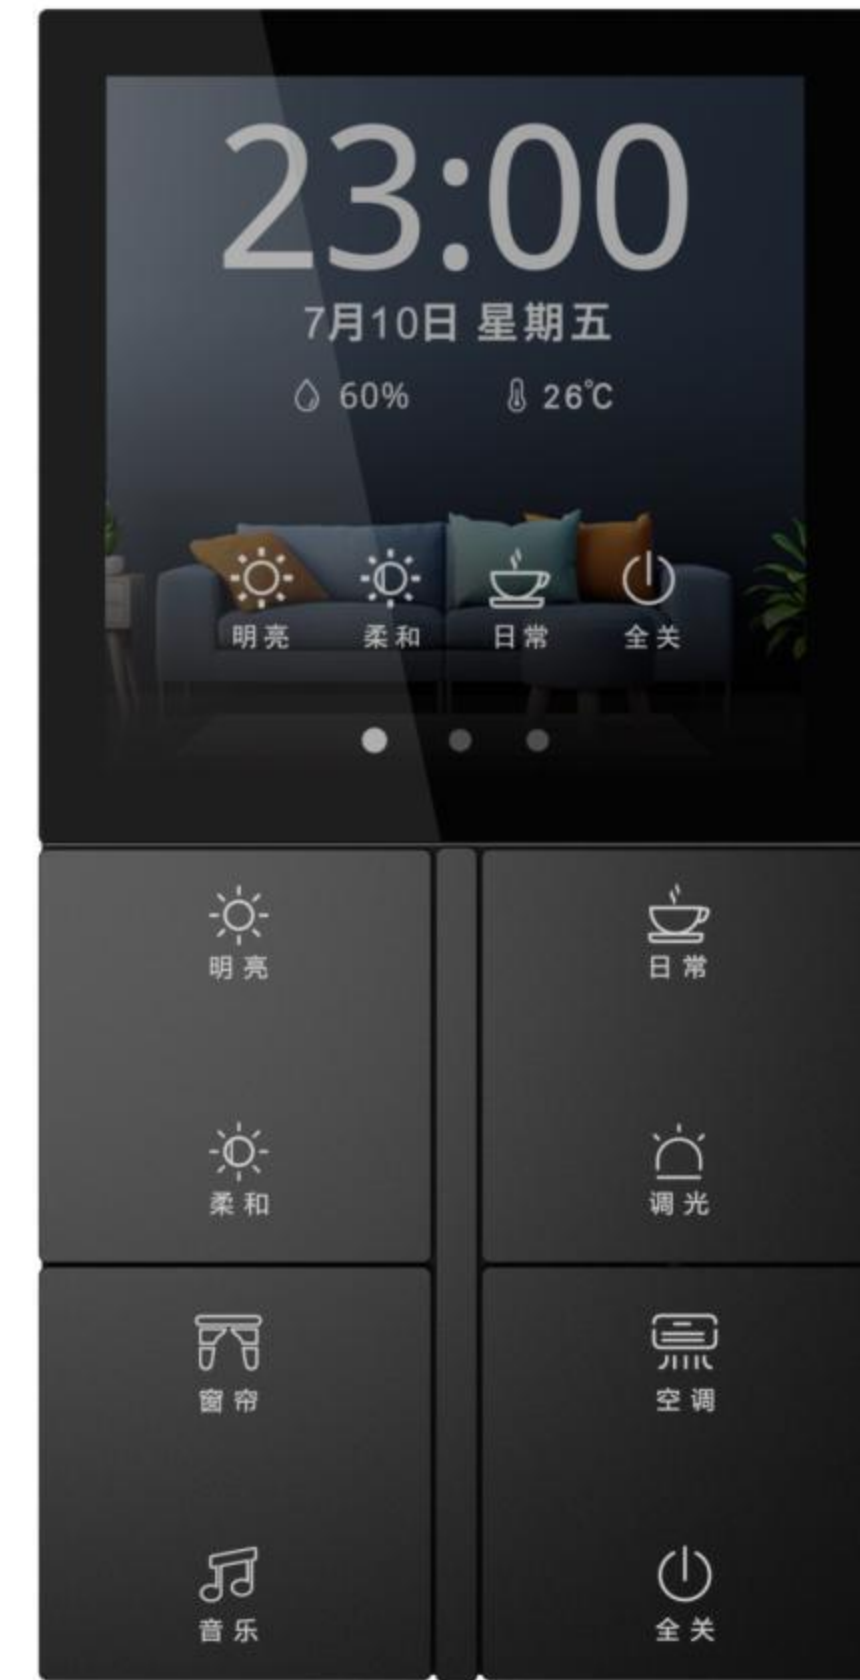 23:00
7月10日 星期五
60% 26℃
明亮 柔和 日常 全关
明亮 日常
柔和 调光
窗帘 空调
音乐 全关